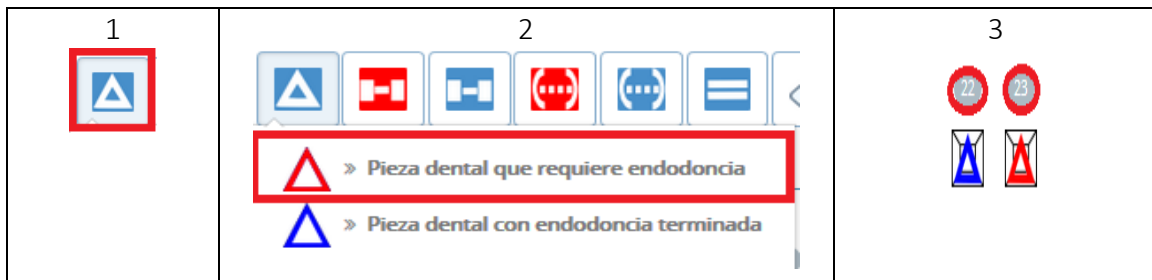 1
2
3
22 23
» Pieza dental que requiere endodoncia
» Pieza dental con endodoncia terminada